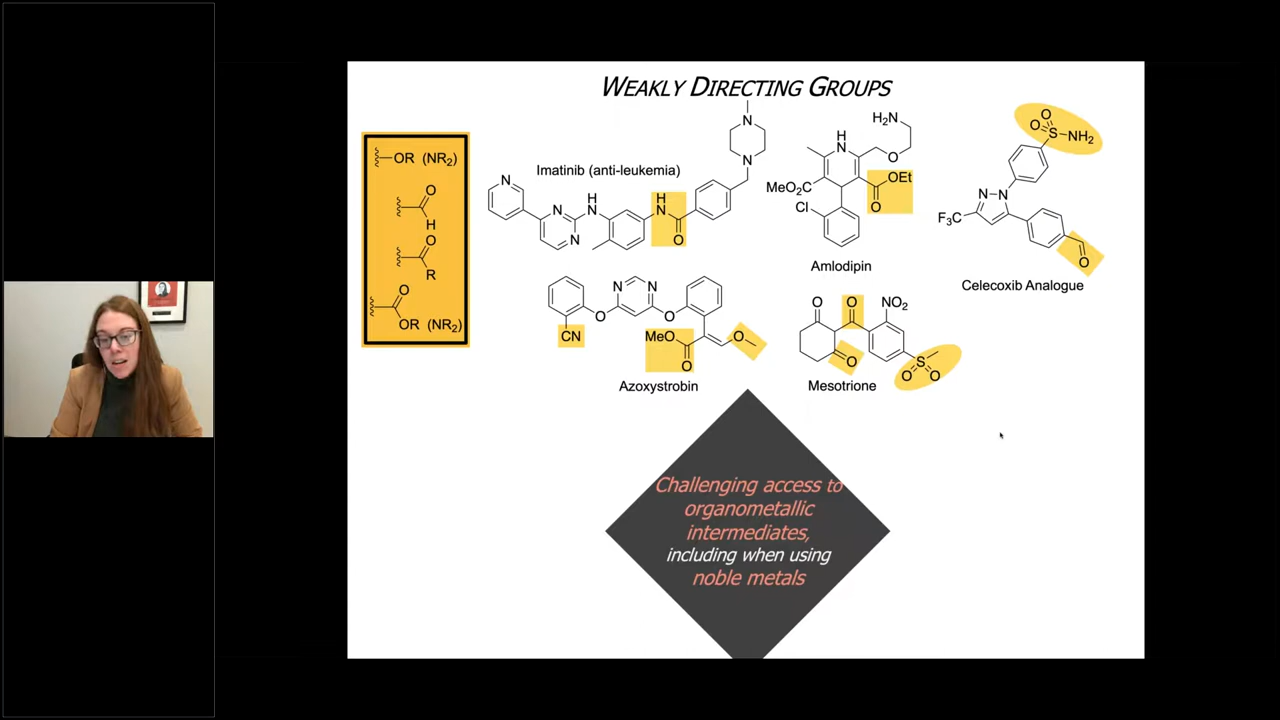 WEAKLY DIRECTING GROUPS
OR (NR2)
O
H
O
R
O
OR (NR2)
Imatinib (anti-leukemia)
N
N
N
N
H
N
N
H
N
O
N
H2N
H
N
O
MeO2C
OEt
O
Cl
Amlodipin
O
O
S
NH2
N
N
F3C
O
Celecoxib Analogue
N
N
O
O
CN
MeO
O
O
Azoxystrobin
O
O
NO2
O
S
O
O
Mesotrione
Challenging access to
organometallic
intermediates,
including when using
noble metals